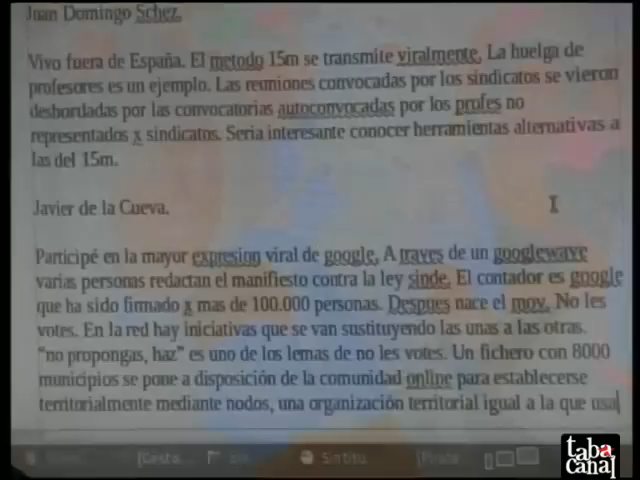 Juan Domingo Schez.
Vivo fuera de España. El metodo 15m se transmite viralmente. La huelga de
profesores es un ejemplo. Las reuniones convocadas por los sindicatos se vieron
desbordadas por las convocatorias autoconvocadas por los profes no
representados x sindicatos. Seria interesante conocer herramientas alternativas a
las del 15m.
Javier de la Cueva.
Participé en la mayor expresion viral de google. A traves de un googlewave
varias personas redactan el manifiesto contra la ley sinde. El contador es google
que ha sido firmado x mas de 100.000 personas. Despues nace el mov. No les
votes. En la red hay iniciativas que se van sustituyendo las unas a las otras.
"no propongas, haz" es uno de los lemas de no les votes. Un fichero con 8000
municipios se pone a disposición de la comunidad online para establecerse
territorialmente mediante nodos, una organización territorial igual a la que usa
taba
canal